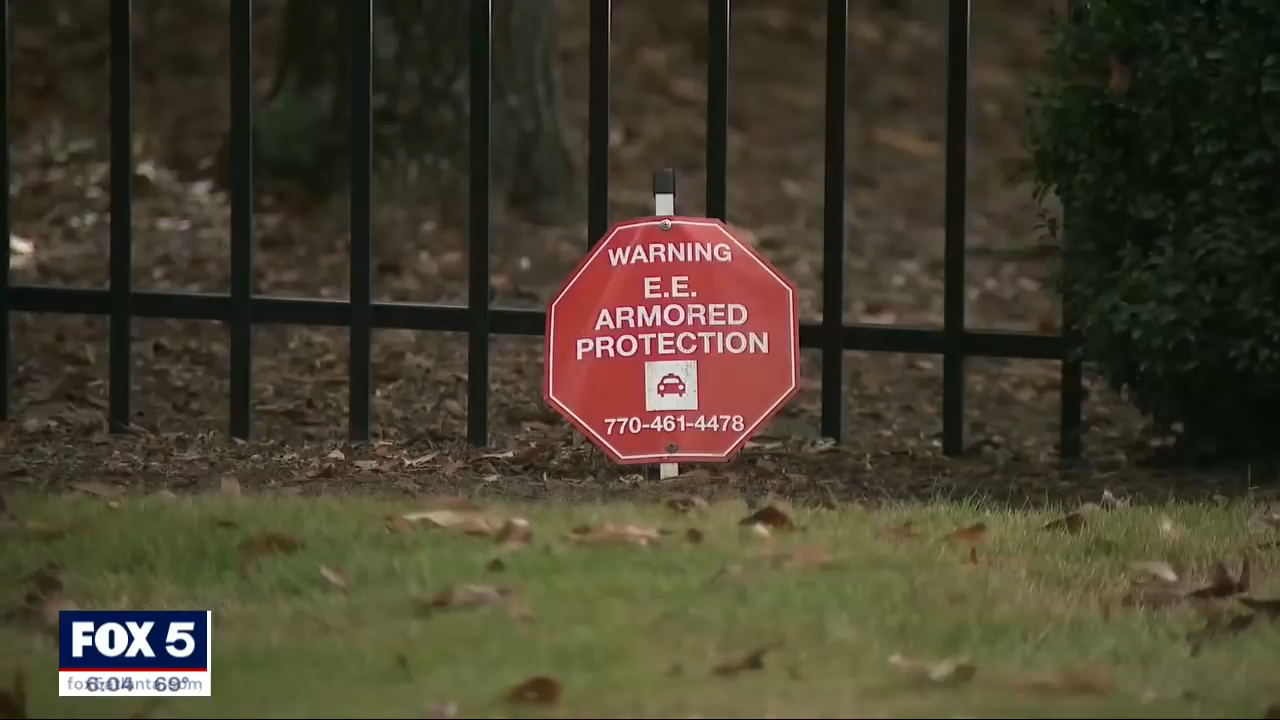 WARNING
E.E.
ARMORED
PROTECTION
770-461-4478
FOX 5
6:04 69°